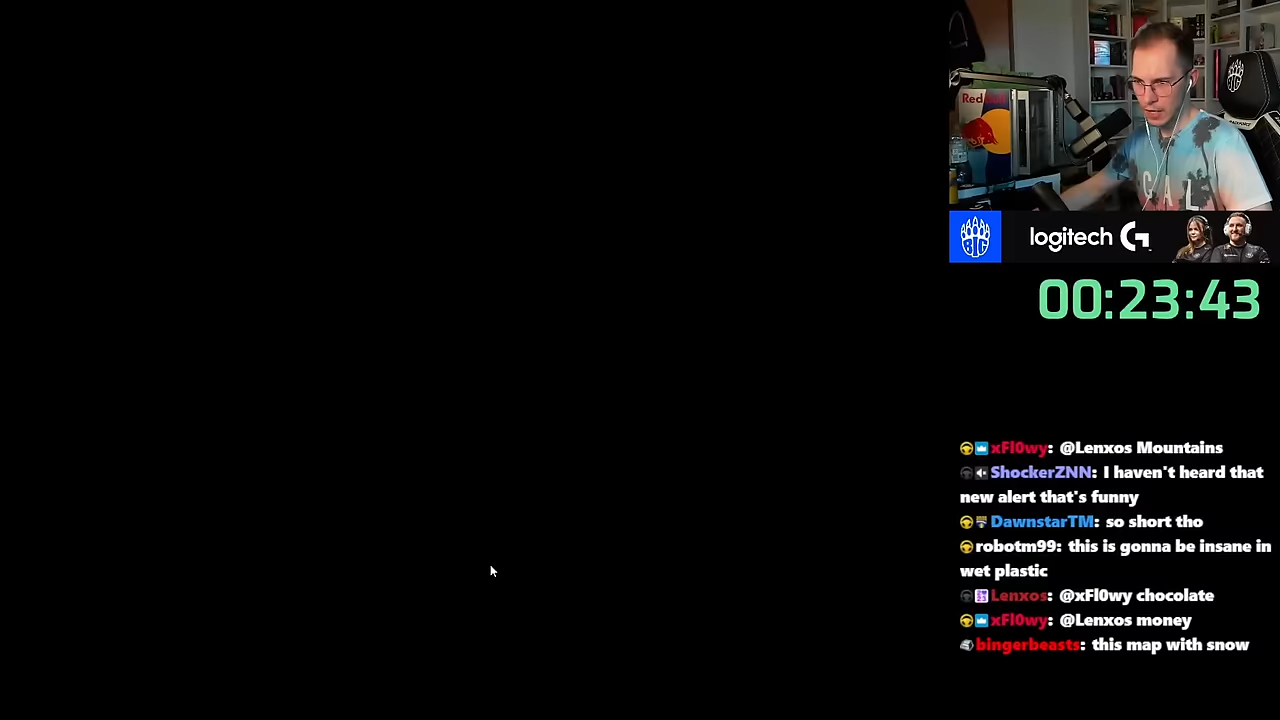 Red Bull
GAL
BIG
logitech G
00:23:43
xFl0wy: @Lenxos Mountains
ShockerZNN: I haven't heard that
new alert that's funny
DawnstarTM: so short tho
robotm99: this is gonna be insane in
wet plastic
Lenxos: @xFl0wy chocolate
xFl0wy: @Lenxos money
bingerbeasts: this map with snow